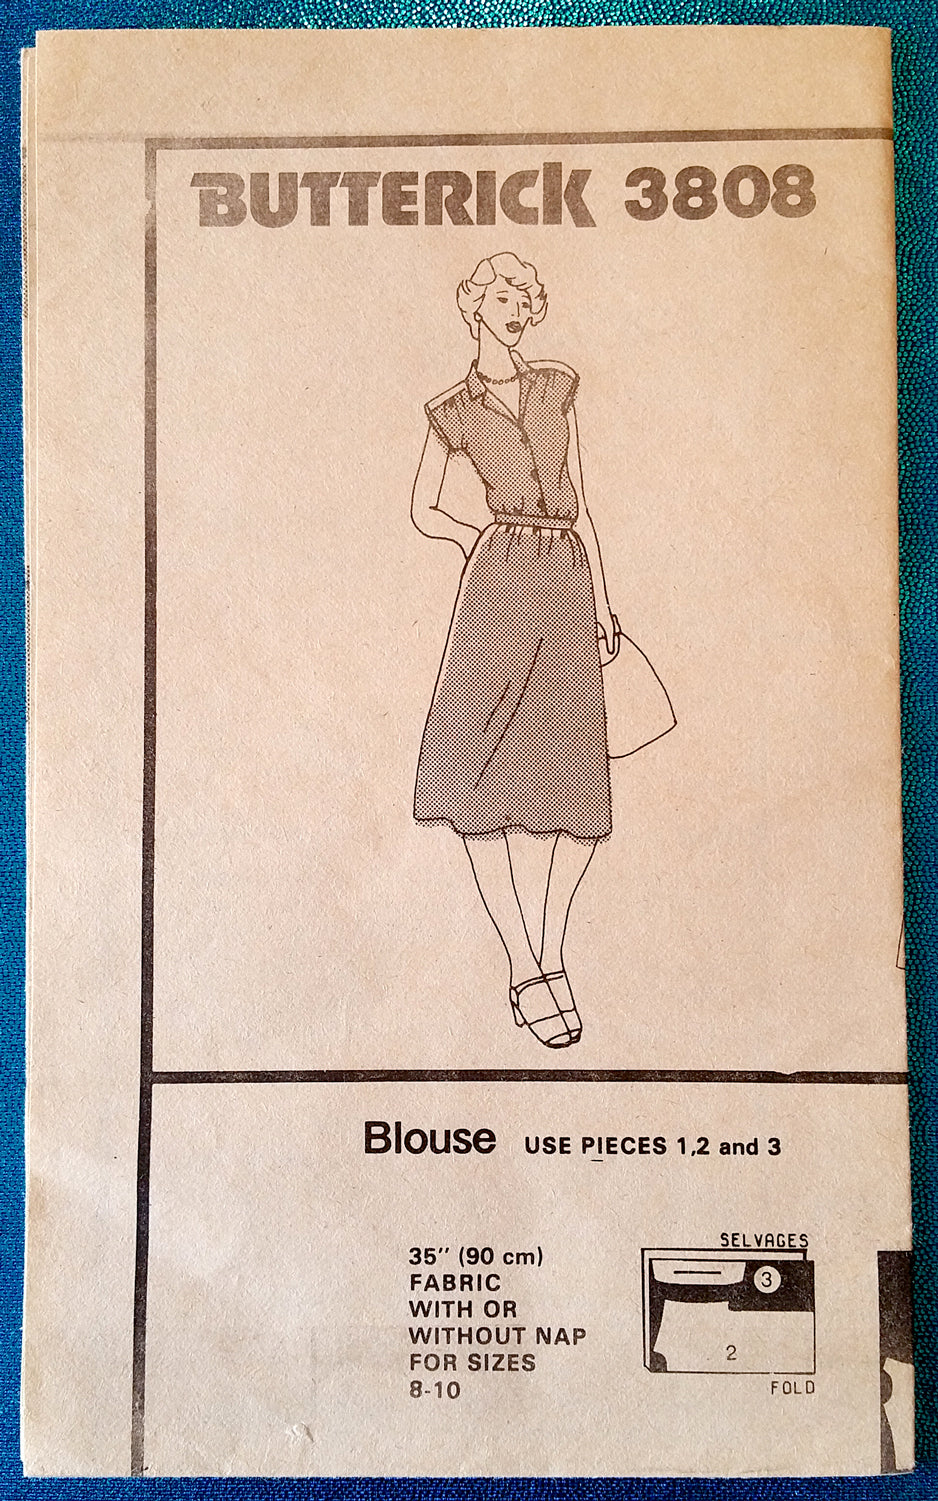 BUTTERICK 3808
Blouse USE PIECES 1,2 and 3
35" (90 cm)
FABRIC
WITH OR
WITHOUT NAP
FOR SIZES
8-10
SELVAGES
3
2
FOLD